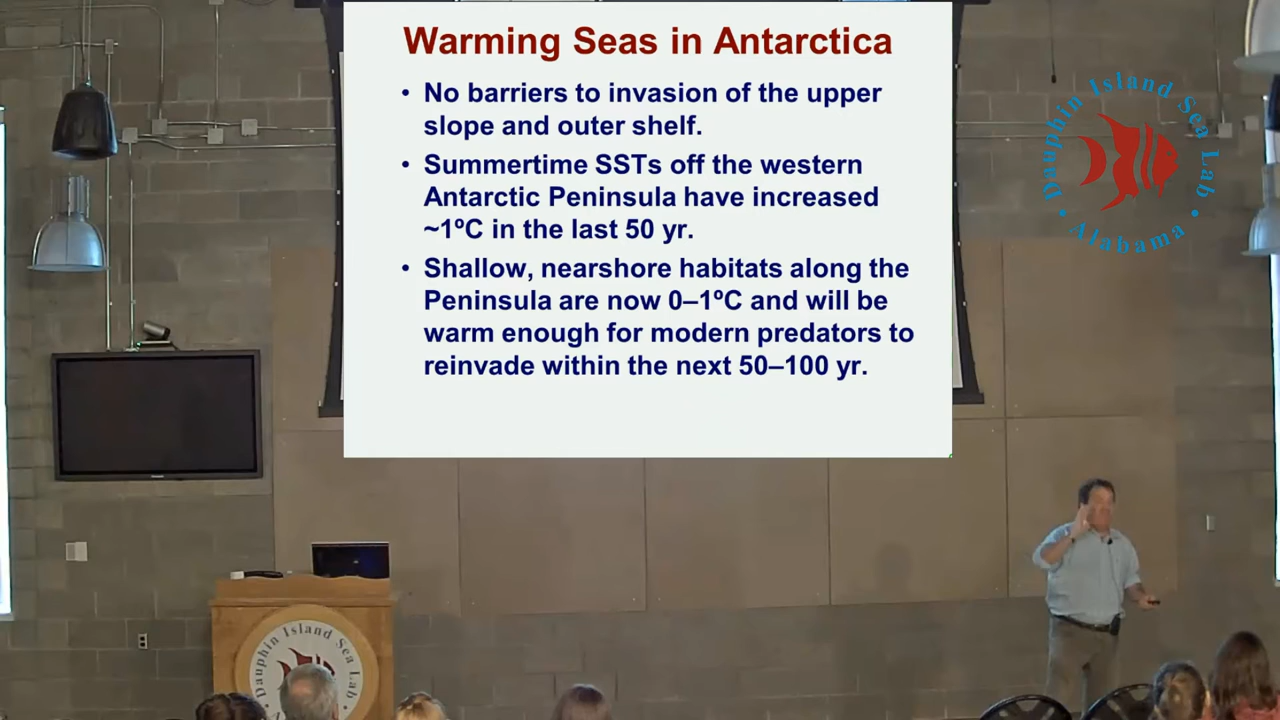 Warming Seas in Antarctica
• No barriers to invasion of the upper
slope and outer shelf.
• Summertime SSTs off the western
Antarctic Peninsula have increased
~1ºC in the last 50 yr.
• Shallow, nearshore habitats along the
Peninsula are now 0–1ºC and will be
warm enough for modern predators to
reinvade within the next 50–100 yr.
Dauphin Island Sea Lab
• Alabama •
Dauphin Island Sea Lab